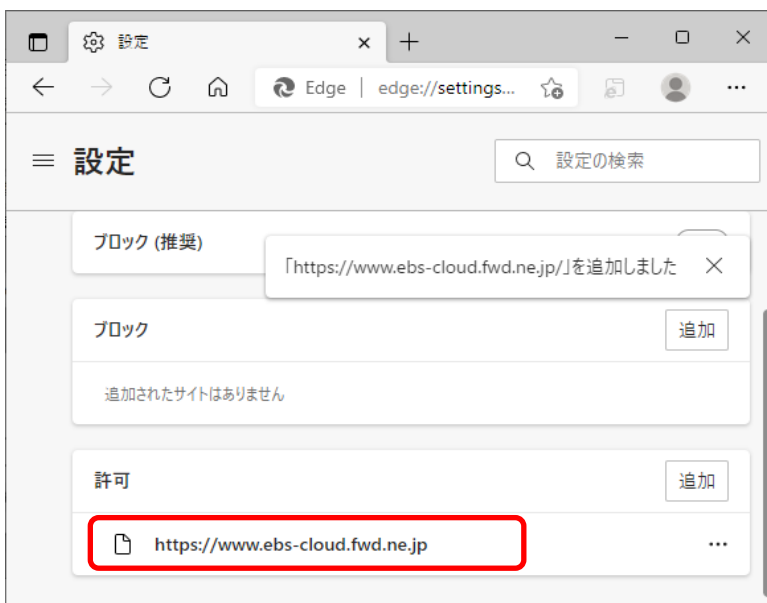 設定
Edge | edge://settings...
設定
設定の検索
ブロック (推奨)
「https://www.ebs-cloud.fwd.ne.jp/」を追加しました
ブロック
追加
追加されたサイトはありません
許可
追加
https://www.ebs-cloud.fwd.ne.jp